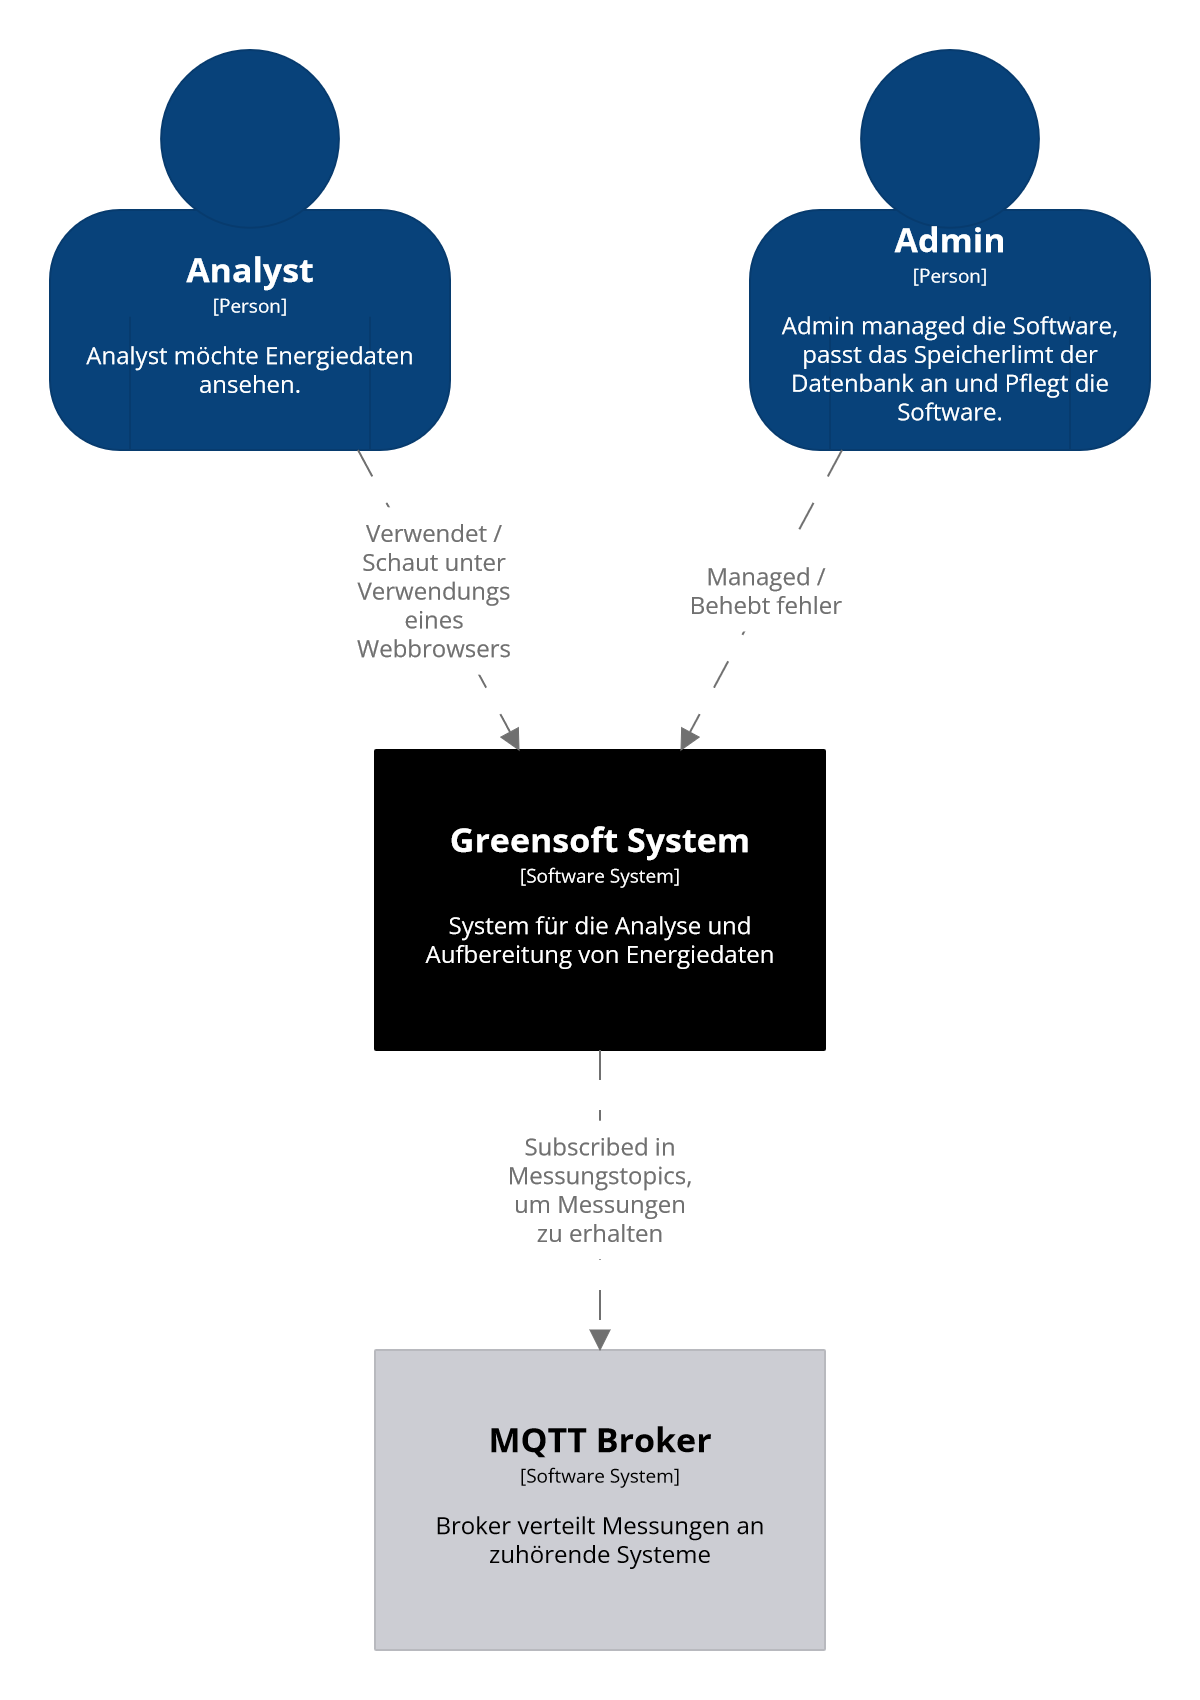 Analyst
[Person]
Analyst möchte Energiedaten
ansehen.
Admin
[Person]
Admin managed die Software,
passt das Speicherlimt der
Datenbank an und Pflegt die
Software.
Verwendet /
Schaut unter
Verwendungs
eines
Webbrowsers
Managed /
Behebt fehler
Greensoft System
[Software System]
System für die Analyse und
Aufbereitung von Energiedaten
Subscribed in
Messungstopics,
um Messungen
zu erhalten
MQTT Broker
[Software System]
Broker verteilt Messungen an
zuhörende Systeme